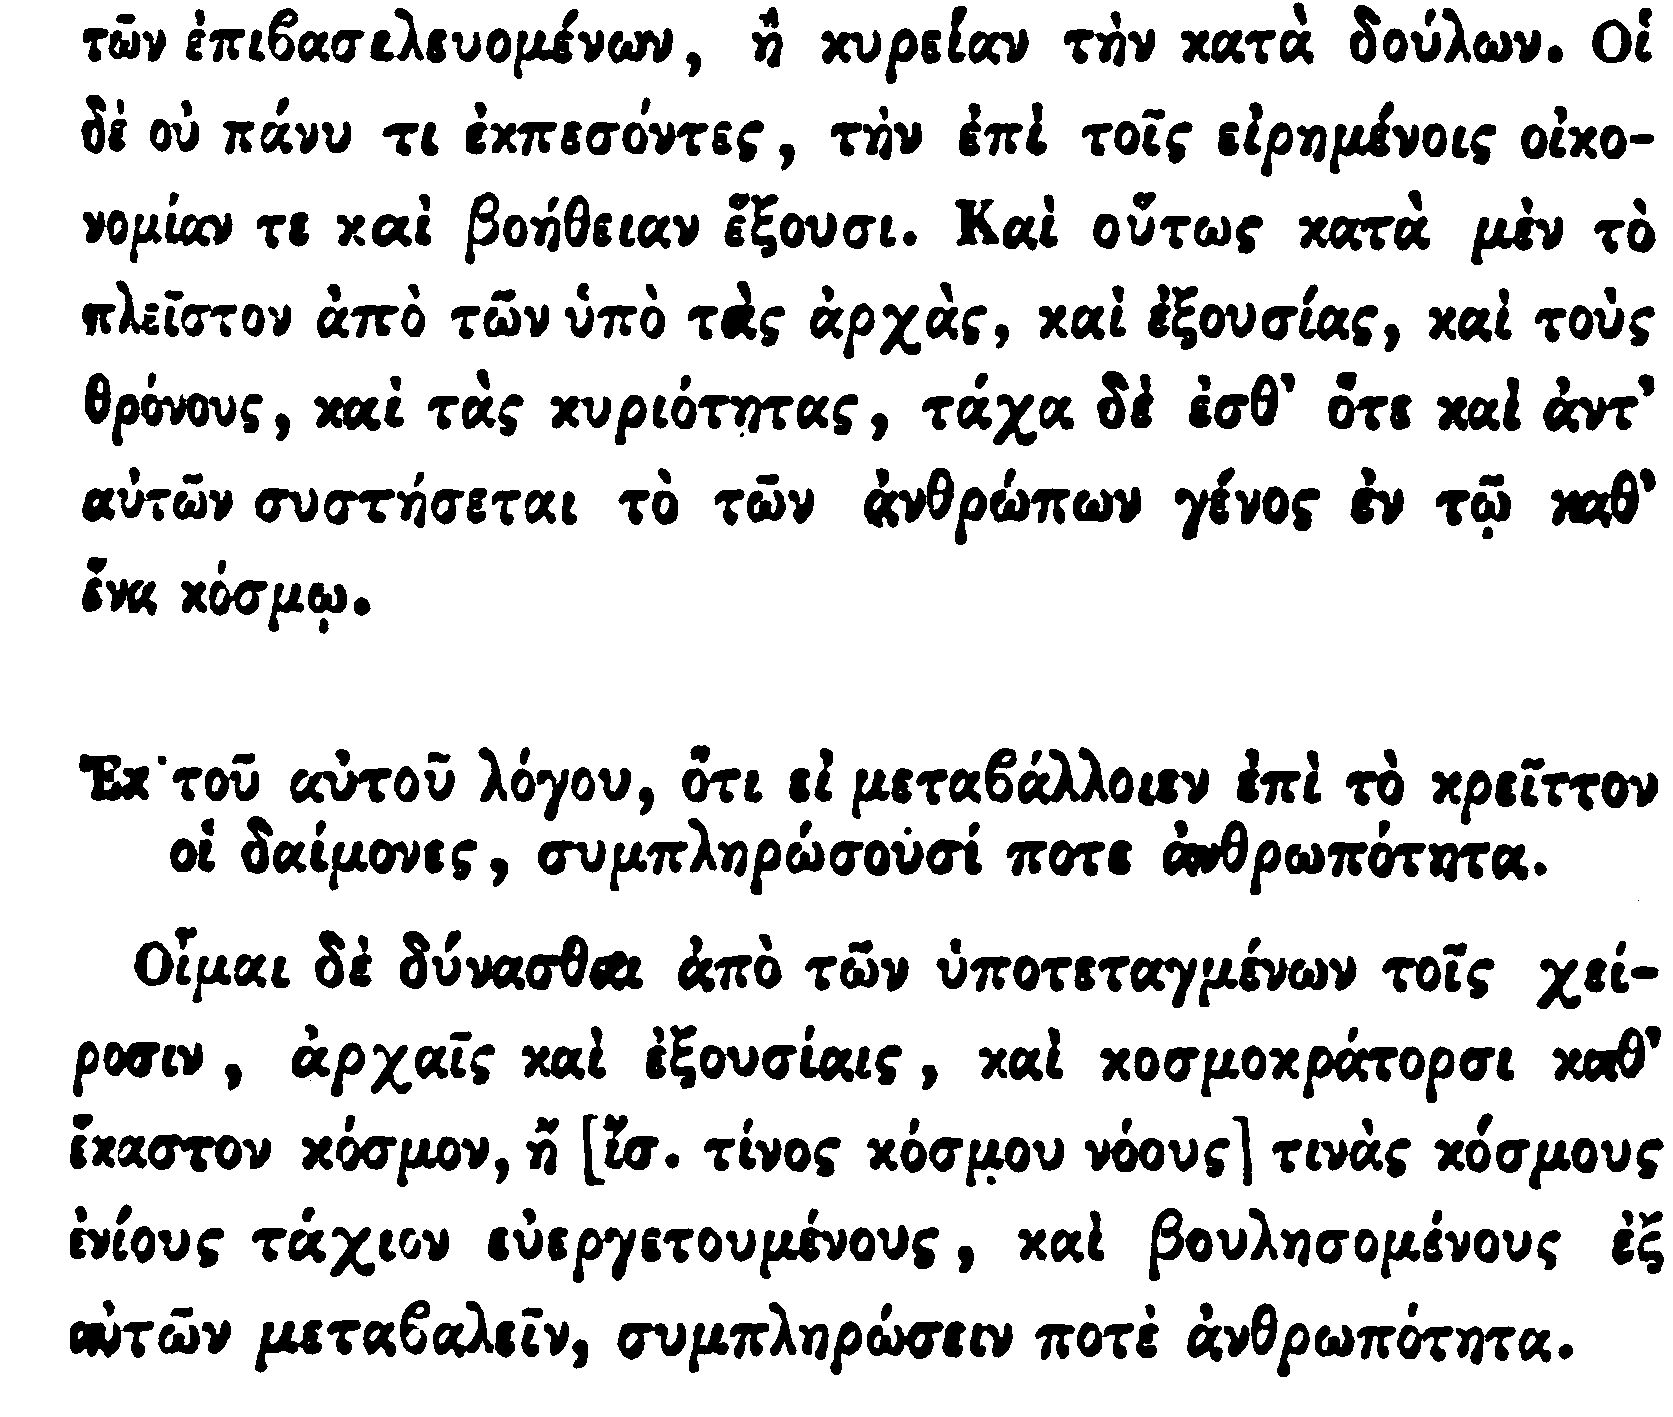 τῶν ἐπιβασιλευομένων, ἢ κυρείαν τὴν κατὰ δούλων. Οἱ
δὲ οὐ πάνυ τι ἐκπεσόντες, τὴν ἐπὶ τοῖς εἰρημένοις οἰκο-
νομίαν τε καὶ βοήθειαν ἕξουσι. Καὶ οὕτως κατὰ μὲν τὸ
πλεῖστον ἀπὸ τῶν ὑπὸ τὰς ἀρχὰς, καὶ ἐξουσίας, καὶ τοὺς
θρόνους, καὶ τὰς κυριότητας, τάχα δὲ ἐσθ' ὅτε καὶ ἀντ'
αὐτῶν συστήσεται τὸ τῶν ἀνθρώπων γένος ἐν τῷ καθ'
ἕνα κόσμῳ.
Ἐκ τοῦ αὐτοῦ λόγου, ὅτι εἰ μεταβάλλοιεν ἐπὶ τὸ κρεῖττον
οἱ δαίμονες, συμπληρώσουσί ποτε ἀνθρωπότητα.
Οἶμαι δὲ δύνασθαι ἀπὸ τῶν ὑποτεταγμένων τοῖς χεί-
ροσιν, ἀρχαῖς καὶ ἐξουσίαις, καὶ κοσμοκράτορσι καθ'
ἕκαστον κόσμον, ἢ [ἴσ. τίνος κόσμου νόους] τινὰς κόσμους
ἐνίους τάχιον εὐεργετουμένους, καὶ βουλησομένους ἐξ
αὐτῶν μεταβαλεῖν, συμπληρώσειν ποτὲ ἀνθρωπότητα.